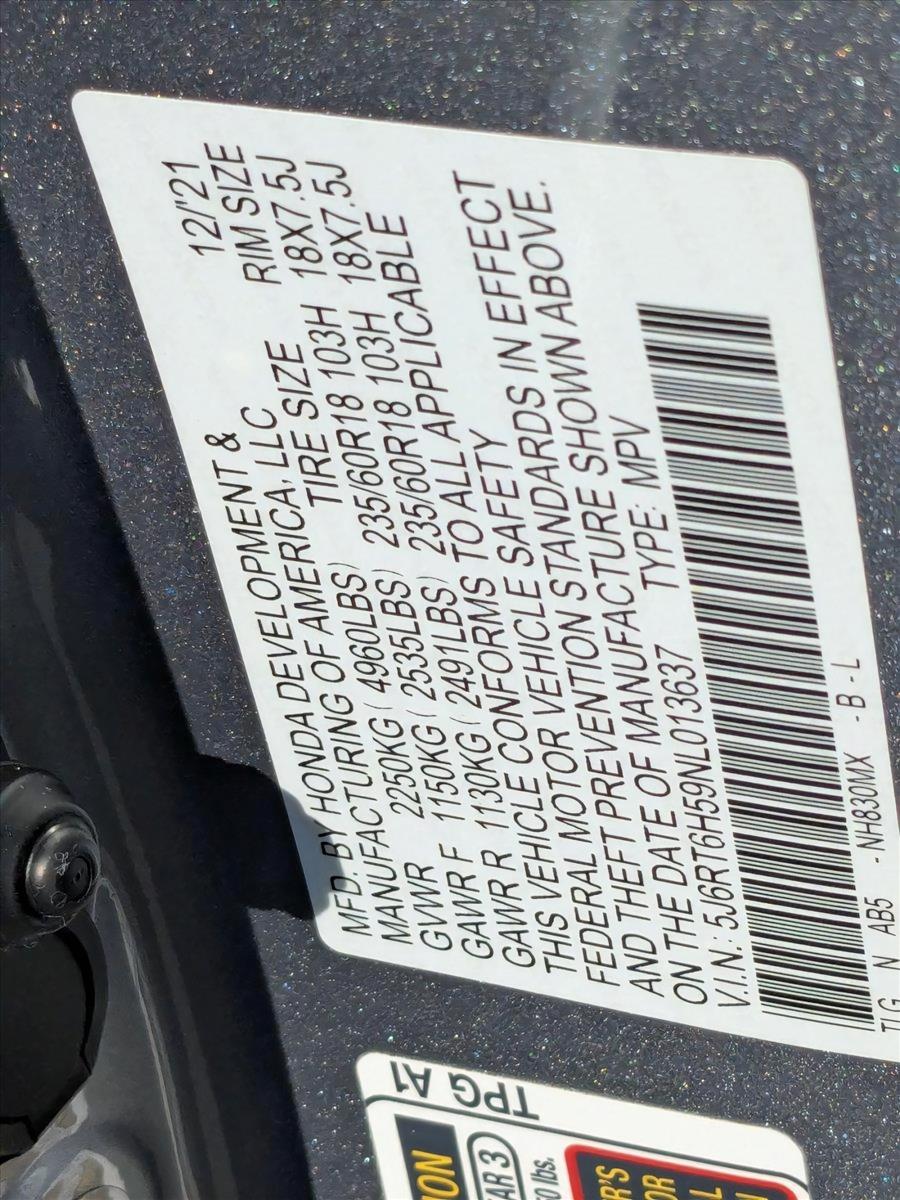 MFD. BY HONDA DEVELOPMENT & 12/'21
MANUFACTURING OF AMERICA, LLC RIM SIZE
TIRE SIZE
GVWR 2250KG ( 4960LBS)
GAWR F 1150KG ( 2535LBS) 235/60R18 103H 18X7.5J
GAWR R 1130KG ( 2491LBS) 235/60R18 103H 18X7.5J
THIS VEHICLE CONFORMS TO ALL APPLICABLE
FEDERAL MOTOR VEHICLE SAFETY
AND THEFT PREVENTION STANDARDS IN EFFECT
ON THE DATE OF MANUFACTURE SHOWN ABOVE.
V.I.N.: 5J6RT6H59NL013637 TYPE: MPV
TLG N AB5 - NH830MX - B - L
TPG A1